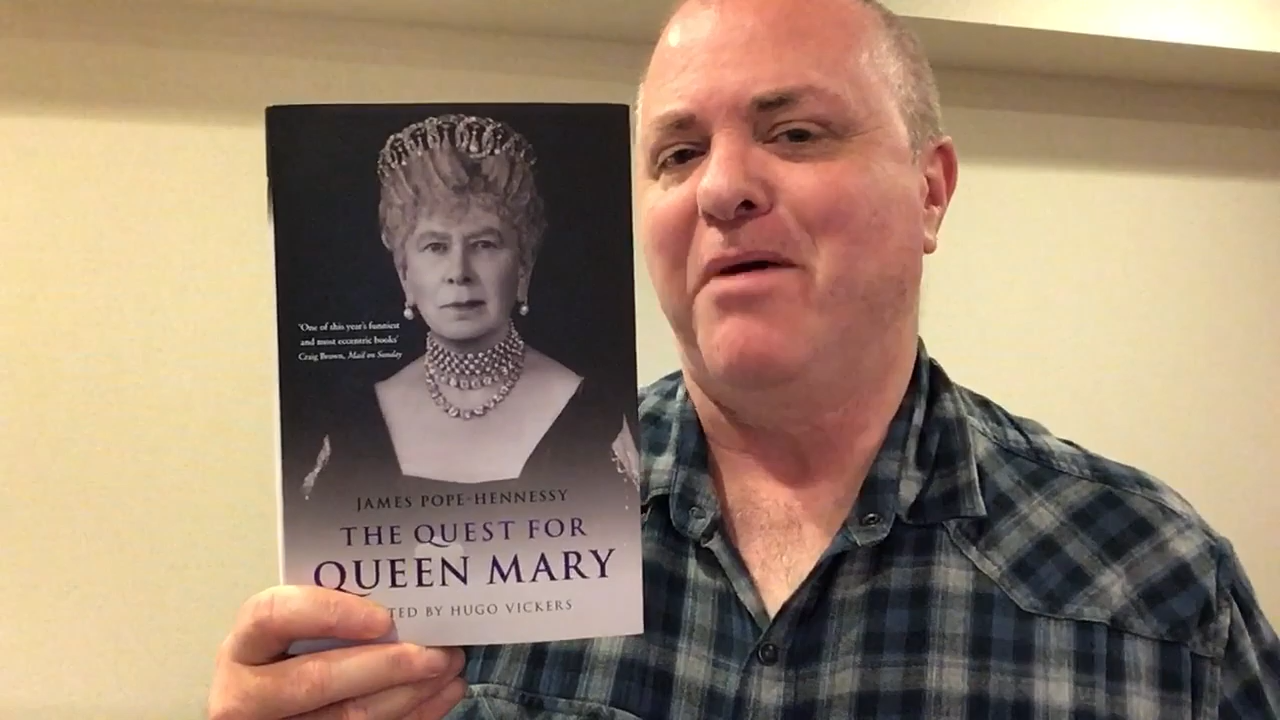 'One of this year's funniest
and most eccentric books'
Craig Brown, Mail on Sunday
JAMES POPE-HENNESSY
THE QUEST FOR
QUEEN MARY
TED BY HUGO VICKERS